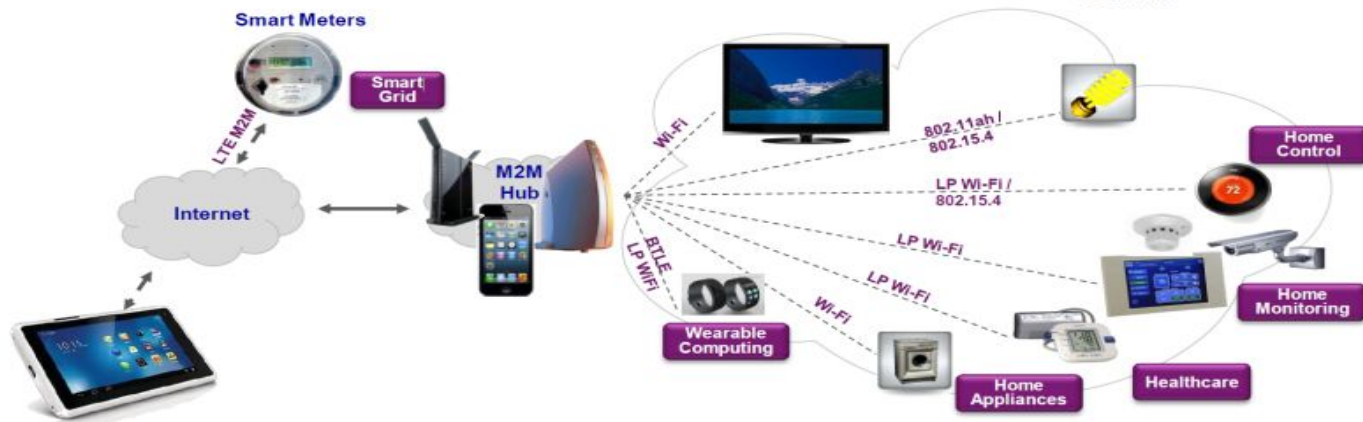 Smart Meters
Smart
Grid
LTE M2M
Internet
M2M
Hub
Wi-Fi
802.11ah /
802.15.4
Home
Control
LP Wi-Fi /
802.15.4
72
LP Wi-Fi
Home
Monitoring
LP Wi-Fi
BTLE
LP WiFi
Wi-Fi
Wearable
Computing
Home
Appliances
Healthcare
10:15